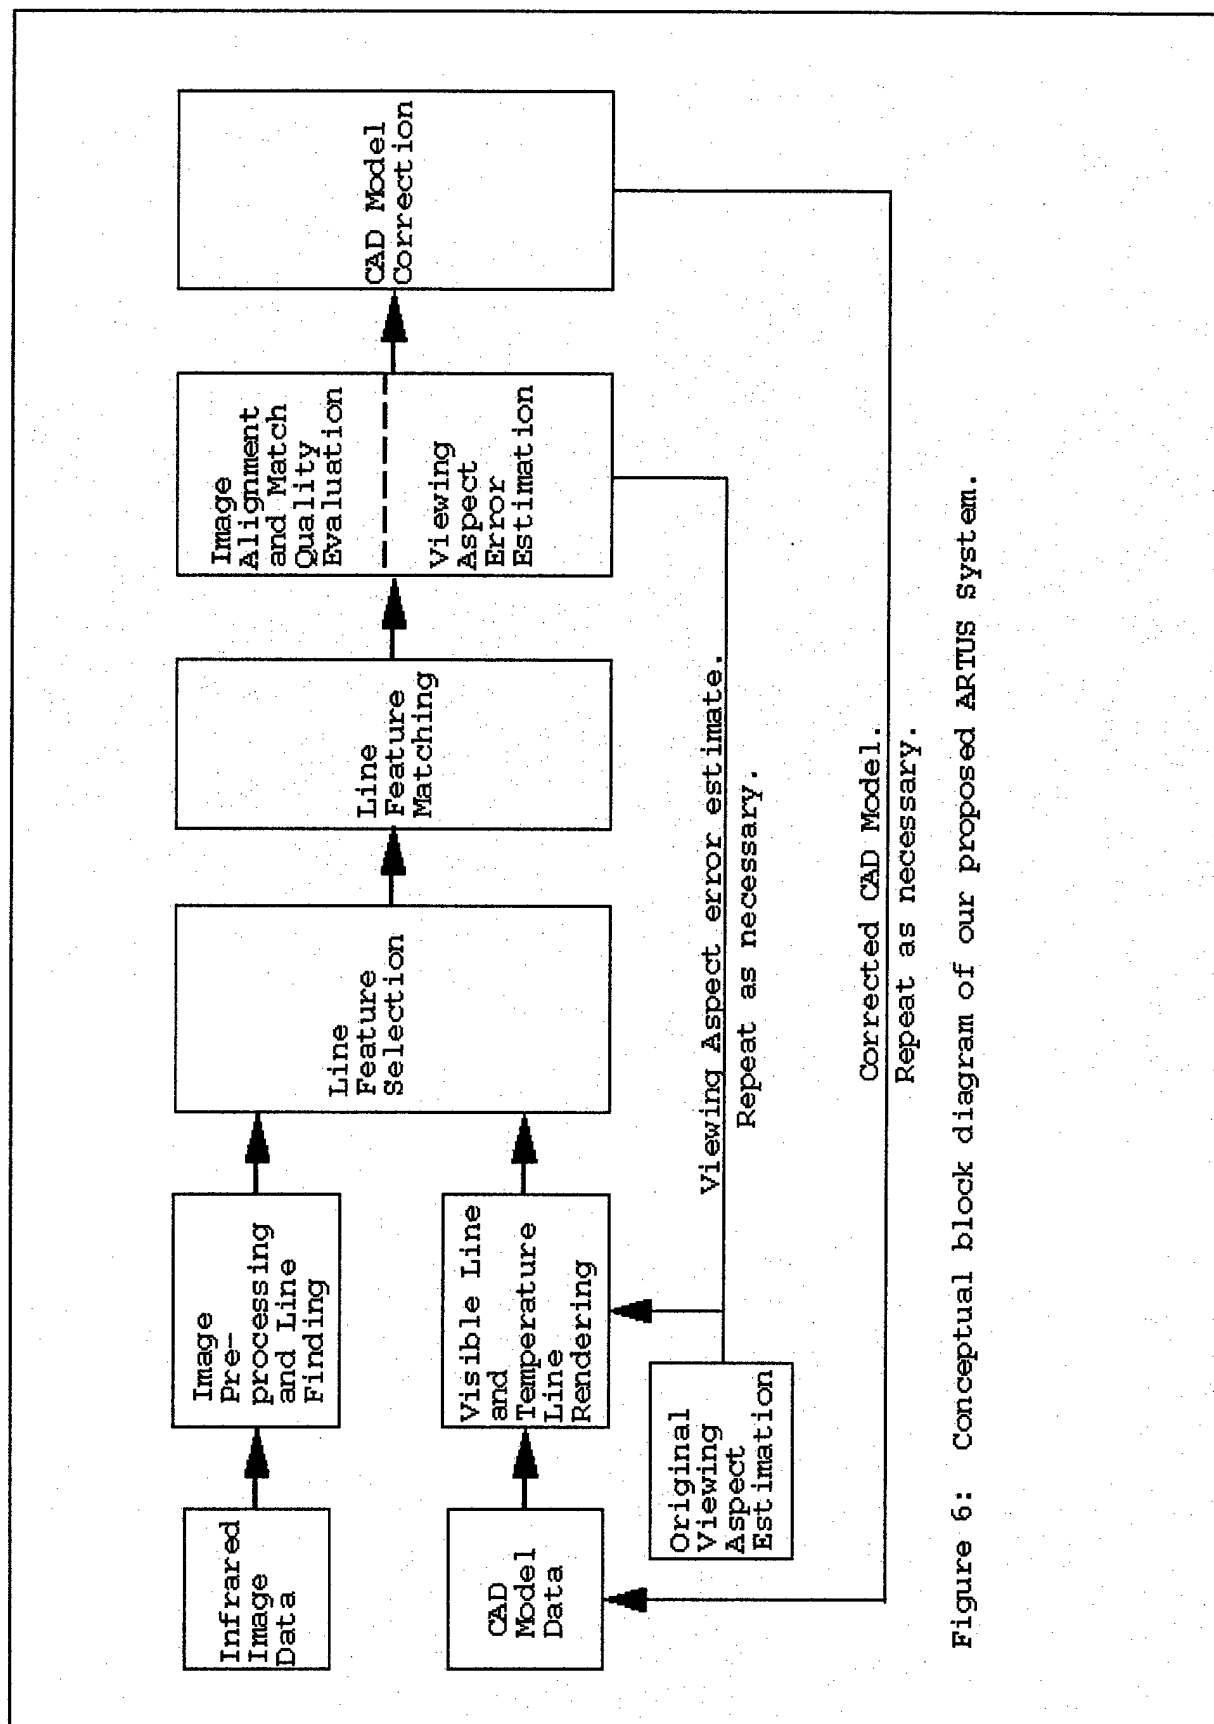 Infrared
Image
Data
Image
Pre-
processing
and Line
Finding
CAD
Model
Data
Visible Line
and
Temperature
Line
Rendering
Original
Viewing
Aspect
Estimation
Line
Feature
Selection
Line
Feature
Matching
Image
Alignment
and Match
Quality
Evaluation
Viewing
Aspect
Error
Estimation
CAD Model
Correction
Viewing Aspect error estimate.
Repeat as necessary.
Corrected CAD Model.
Repeat as necessary.
Figure 6: Conceptual block diagram of our proposed ARTUS System.